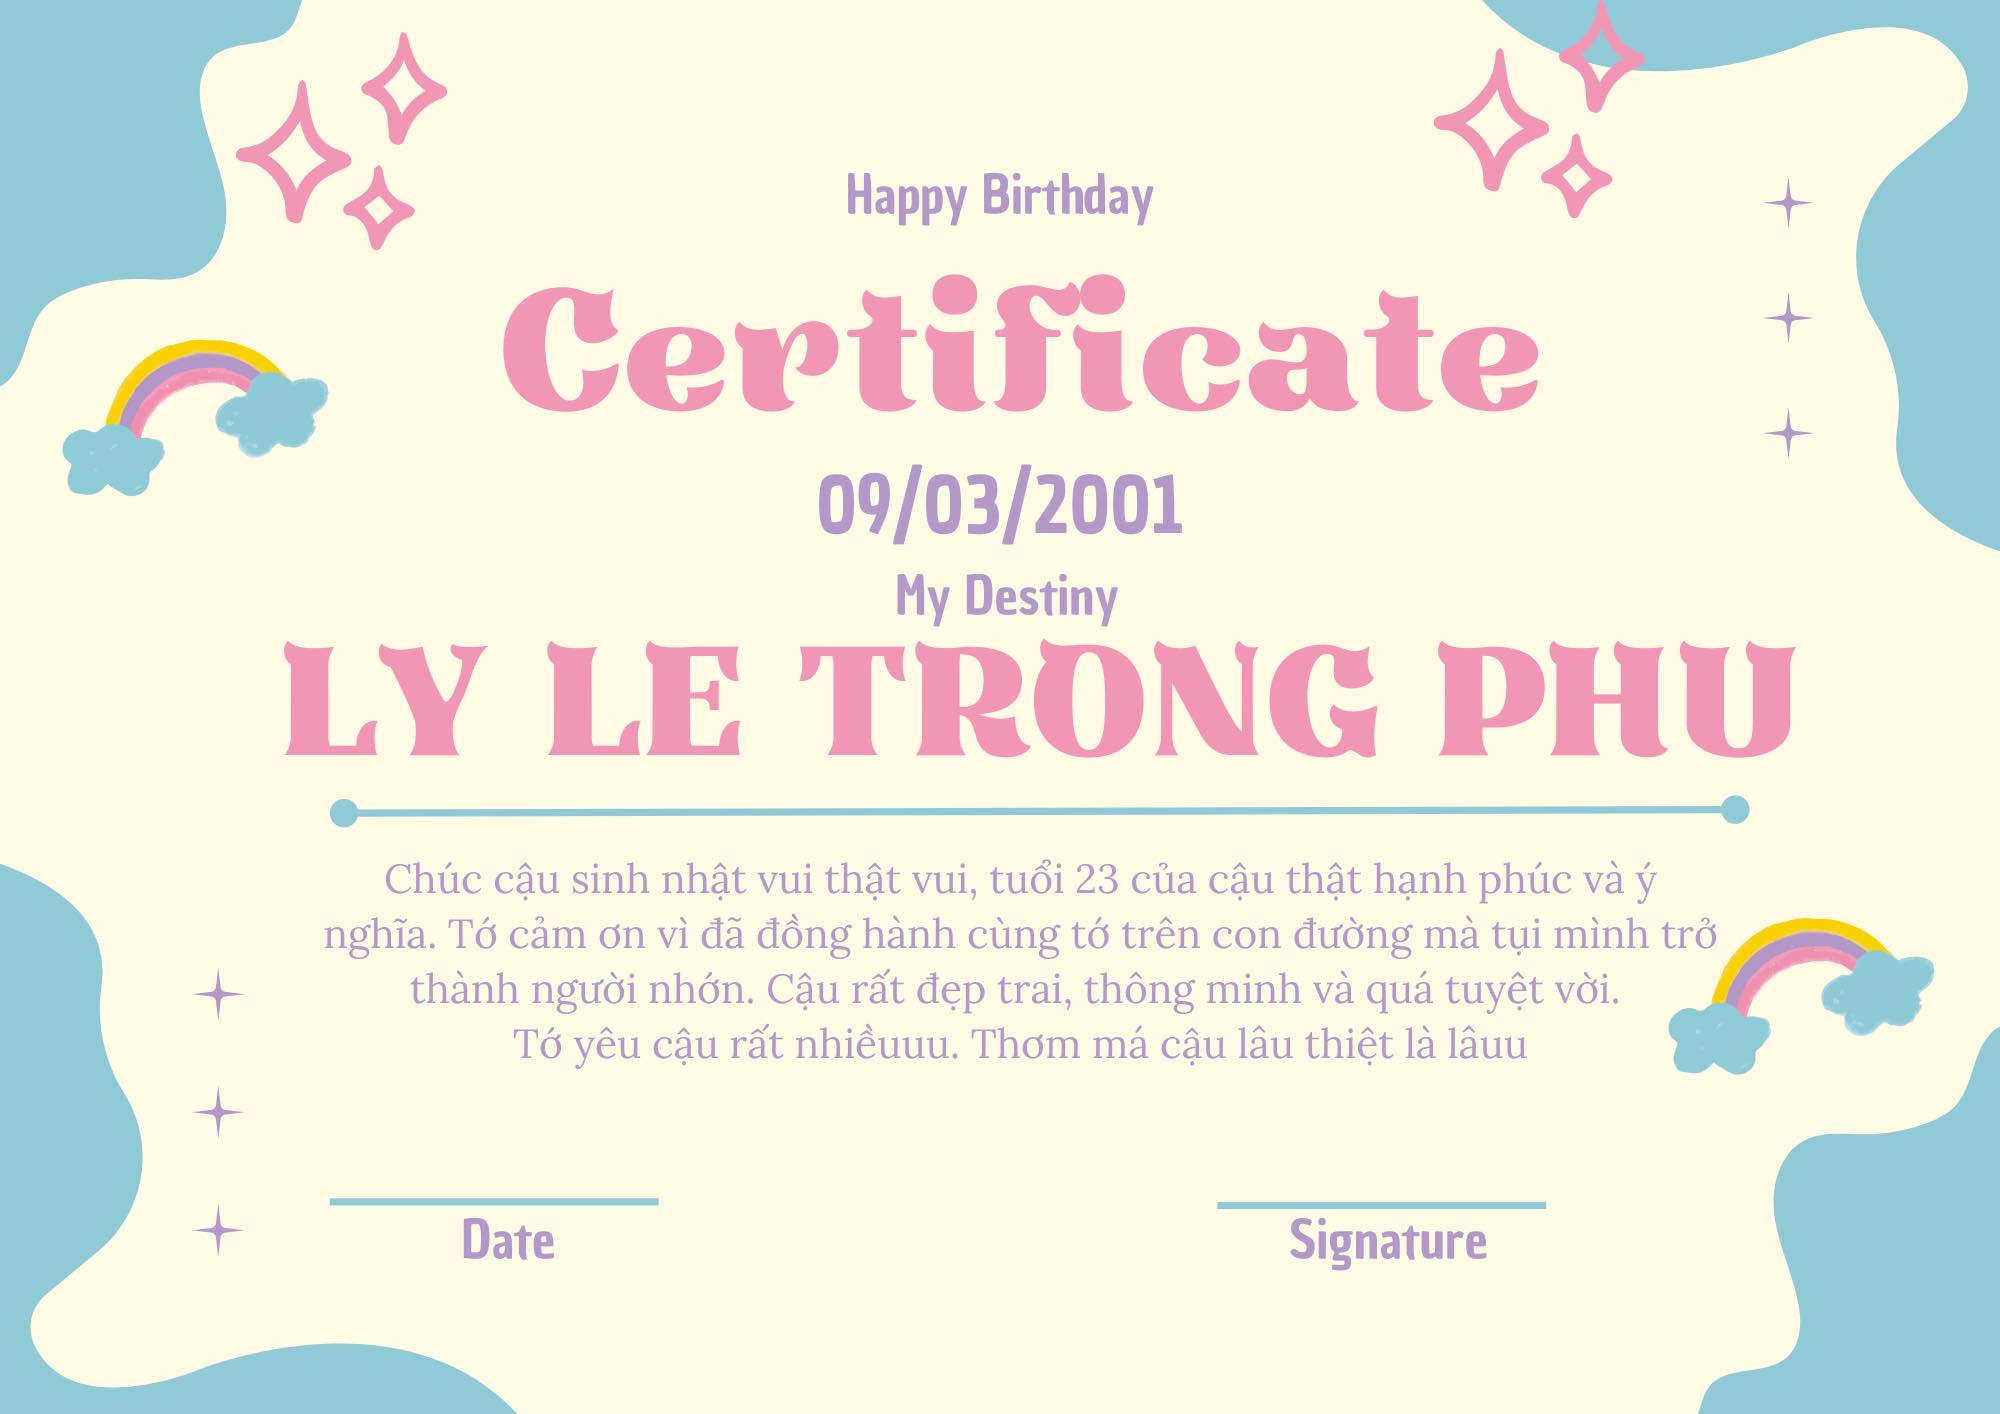 Happy Birthday
Certificate
09/03/2001
My Destiny
LY LE TRONG PHU
Chúc cậu sinh nhật vui thật vui, tuổi 23 của cậu thật hạnh phúc và ý
nghĩa. Tớ cảm ơn vì đã đồng hành cùng tớ trên con đường mà tụi mình trở
thành người nhớn. Cậu rất đẹp trai, thông minh và quá tuyệt vời.
Tớ yêu cậu rất nhiềuuu. Thơm má cậu lâu thiệt là lâuu
Date
Signature